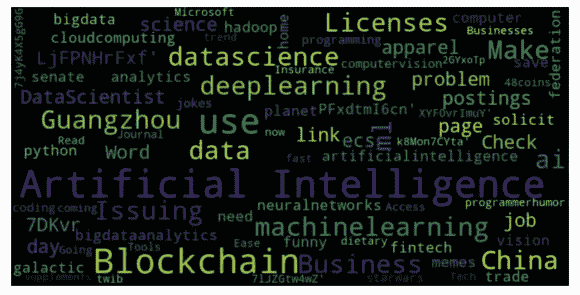 Microsoft
bigdata science hadoop home Licenses computer Businesses
cloudcomputing trend programming Make federation
7j4yK4X5gG9G LjFPNHrFxf' datascience Insurance apparel 2GYxoTp save
senate analytics deeplearning computervision problem 48coins
DataScientist jokes planet PFxdtmI6cn' XYFOvrImuY' postings
Guangzhou use link ml page solicit
Read Journal now ecs k8Mon7CYta' Check
python Word data fast artificialintelligence ai
Artificial Intelligence
coding coming Issuing need neuralnetworks Access programmerhumor
7DKvr machinelearning job
day Going bigdataanalytics Tools Ease funny dietary fintech vision
galactic Blockchain Business memes China
supplements twib 7lJZGtw4wZ' starwars Tech trade